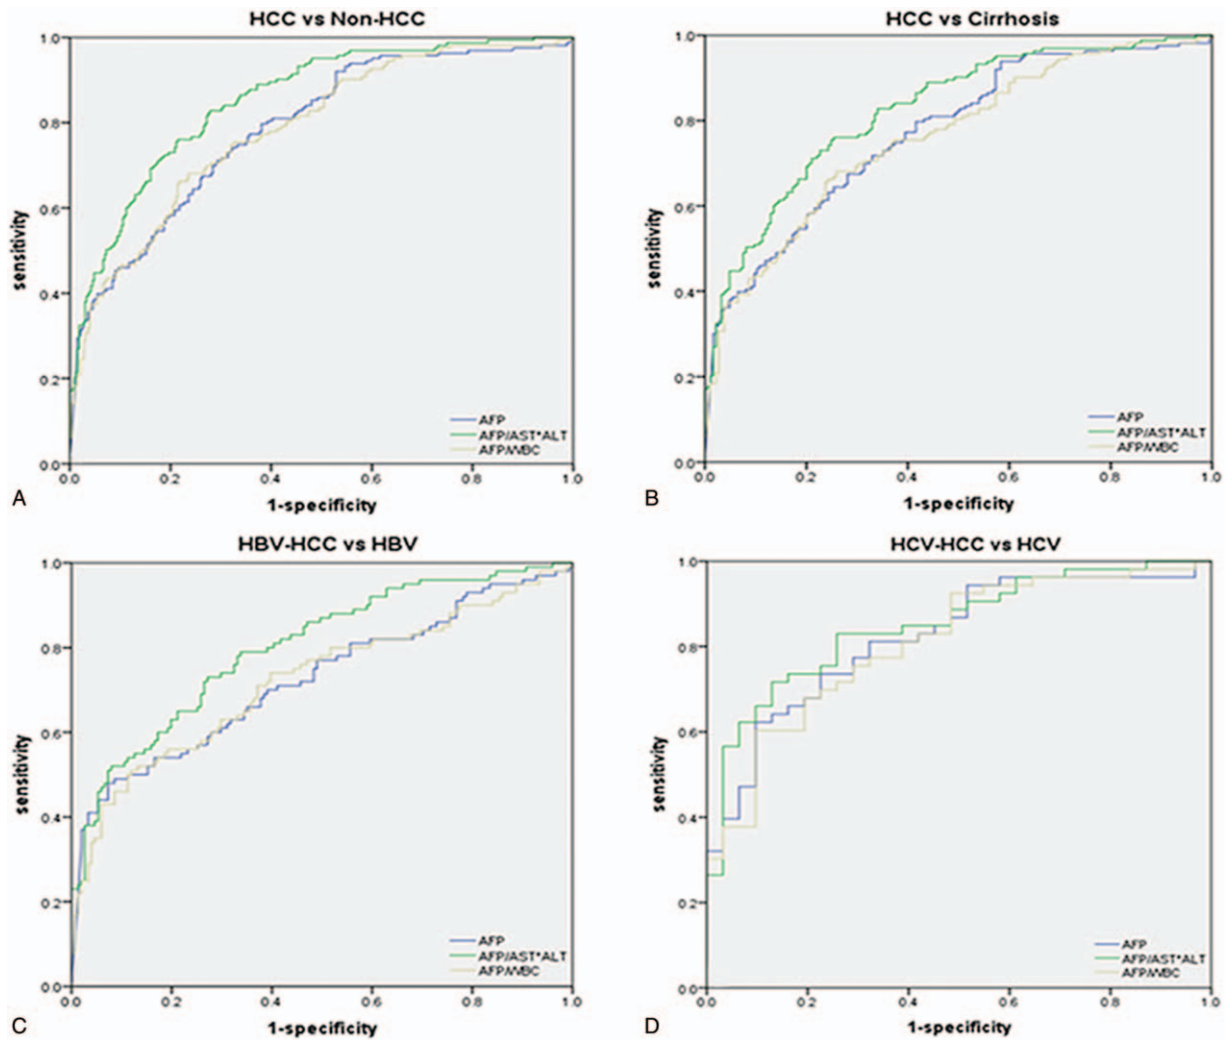 HCC vs Non-HCC
1.0
0.8
0.6
0.4
0.2
0.0
sensitivity
0.0 0.2 0.4 0.6 0.8 1.0
1-specificity
AFP
AFP/AST*ALT
AFP/WBC
A
HCC vs Cirrhosis
1.0
0.8
0.6
0.4
0.2
0.0
sensitivity
0.0 0.2 0.4 0.6 0.8 1.0
1-specificity
AFP
AFP/AST*ALT
AFP/WBC
B
HBV-HCC vs HBV
1.0
0.8
0.6
0.4
0.2
0.0
sensitivity
0.0 0.2 0.4 0.6 0.8 1.0
1-specificity
AFP
AFP/AST*ALT
AFP/WBC
C
HCV-HCC vs HCV
1.0
0.8
0.6
0.4
0.2
0.0
sensitivity
0.0 0.2 0.4 0.6 0.8 1.0
1-specificity
AFP
AFP/AST*ALT
AFP/WBC
D